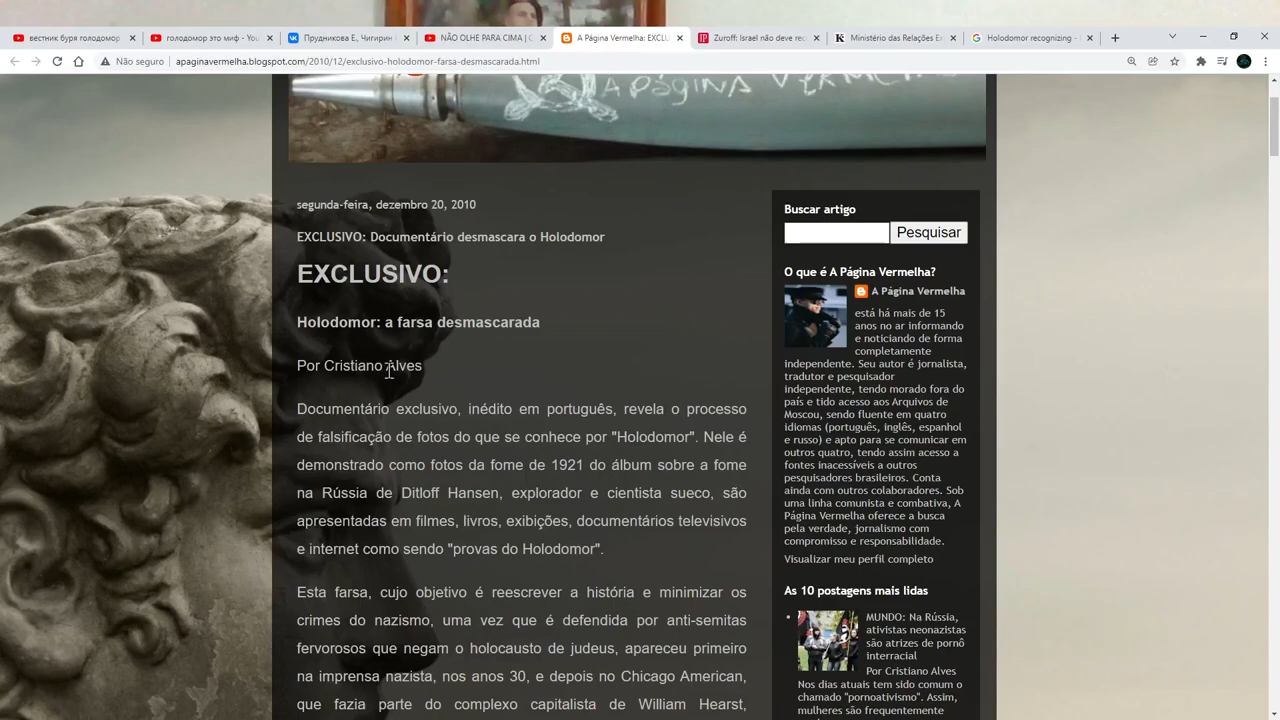 вестник буря голодомор
голодомор это миф - You
Прудникова Е., Чигирин
NÃO OLHE PARA CIMA | C
A Página Vermelha: EXCLU
Zuroff: Israel não deve rec
Ministério das Relações Ex
Holodomor recognizing -
Não seguro
apaginavermelha.blogspot.com/2010/12/exclusivo-holodomor-farsa-desmascarada.html
A PÁGINA VERMELHA
segunda-feira, dezembro 20, 2010
EXCLUSIVO: Documentário desmascara o Holodomor
EXCLUSIVO:
Holodomor: a farsa desmascarada
Por Cristiano Alves
Documentário exclusivo, inédito em português, revela o processo
de falsificação de fotos do que se conhece por "Holodomor". Nele é
demonstrado como fotos da fome de 1921 do álbum sobre a fome
na Rússia de Ditloff Hansen, explorador e cientista sueco, são
apresentadas em filmes, livros, exibições, documentários televisivos
e internet como sendo "provas do Holodomor".
Esta farsa, cujo objetivo é reescrever a história e minimizar os
crimes do nazismo, uma vez que é defendida por anti-semitas
fervorosos que negam o holocausto de judeus, apareceu primeiro
na imprensa nazista, nos anos 30, e depois no Chicago American,
que fazia parte do complexo capitalista de William Hearst,
Buscar artigo
Pesquisar
O que é A Página Vermelha?
A Página Vermelha
está há mais de 15
anos no ar informando
e noticiando de forma
completamente
independente. Seu autor é jornalista,
tradutor e pesquisador
independente, tendo morado fora do
país e tido acesso aos Arquivos de
Moscou, sendo fluente em quatro
idiomas (português, inglês, espanhol
e russo) e apto para se comunicar em
outros quatro, tendo assim acesso a
fontes inacessíveis a outros
pesquisadores brasileiros. Conta
ainda com outros colaboradores. Sob
uma linha comunista e combativa, A
Página Vermelha oferece a busca
pela verdade, jornalismo com
compromisso e responsabilidade.
Visualizar meu perfil completo
As 10 postagens mais lidas
MUNDO: Na Rússia,
ativistas neonazistas
são atrizes de pornô
interracial
Por Cristiano Alves
Nos dias atuais tem sido comum o
chamado "pornoativismo". Assim,
mulheres são frequentemente